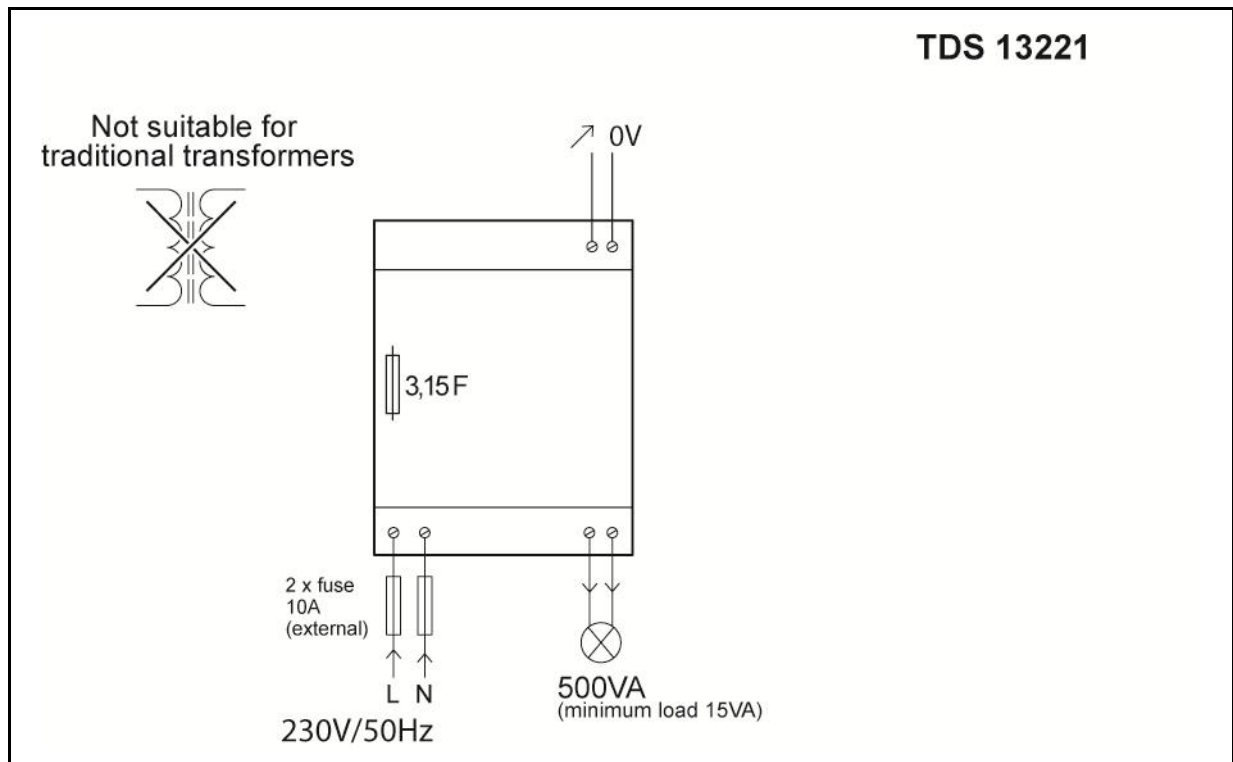 TDS 13221
Not suitable for
traditional transformers
0V
3,15F
2 x fuse
10A
(external)
L N
230V/50Hz
500VA
(minimum load 15VA)